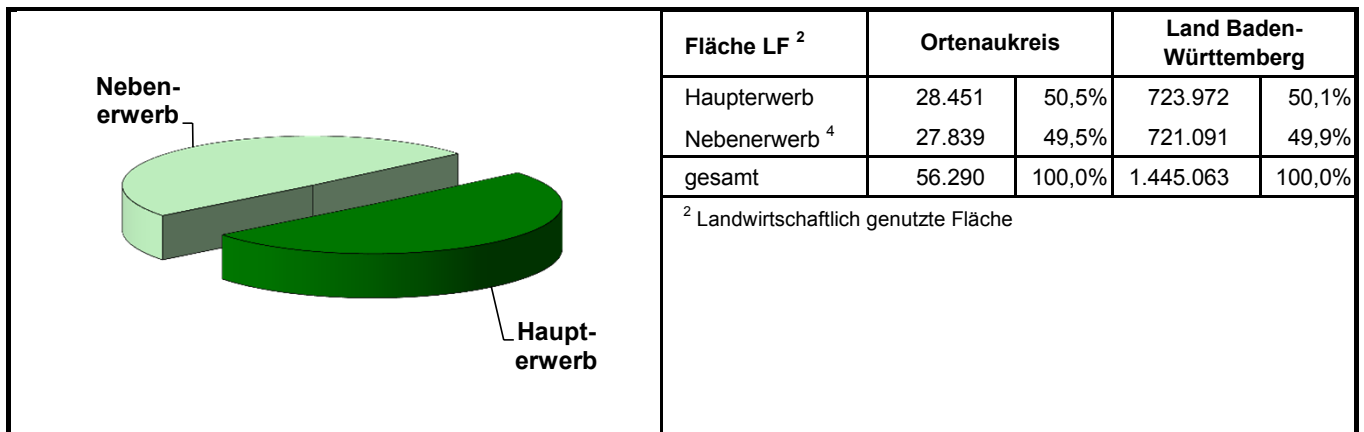 Neben-
erwerb
Haupt-
erwerb
Fläche LF ² Ortenaukreis Land Baden-
Württemberg
Haupterwerb 28.451 50,5% 723.972 50,1%
Nebenerwerb ⁴ 27.839 49,5% 721.091 49,9%
gesamt 56.290 100,0% 1.445.063 100,0%
² Landwirtschaftlich genutzte Fläche